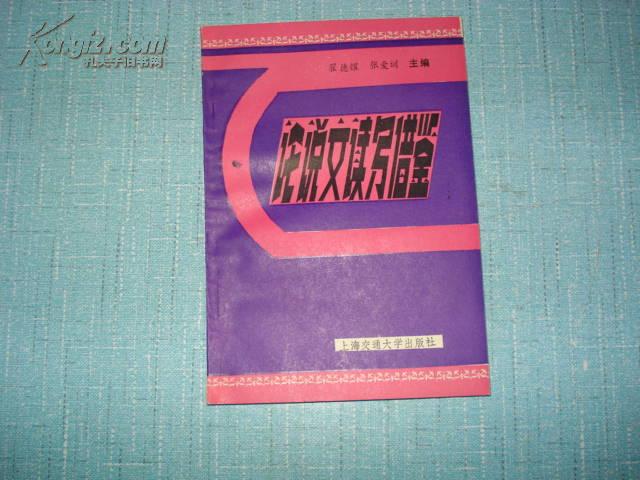 Kongfz.com
孔夫子旧书网
翟德耀 张爱训 主编
论说文读写借鉴
上海交通大学出版社